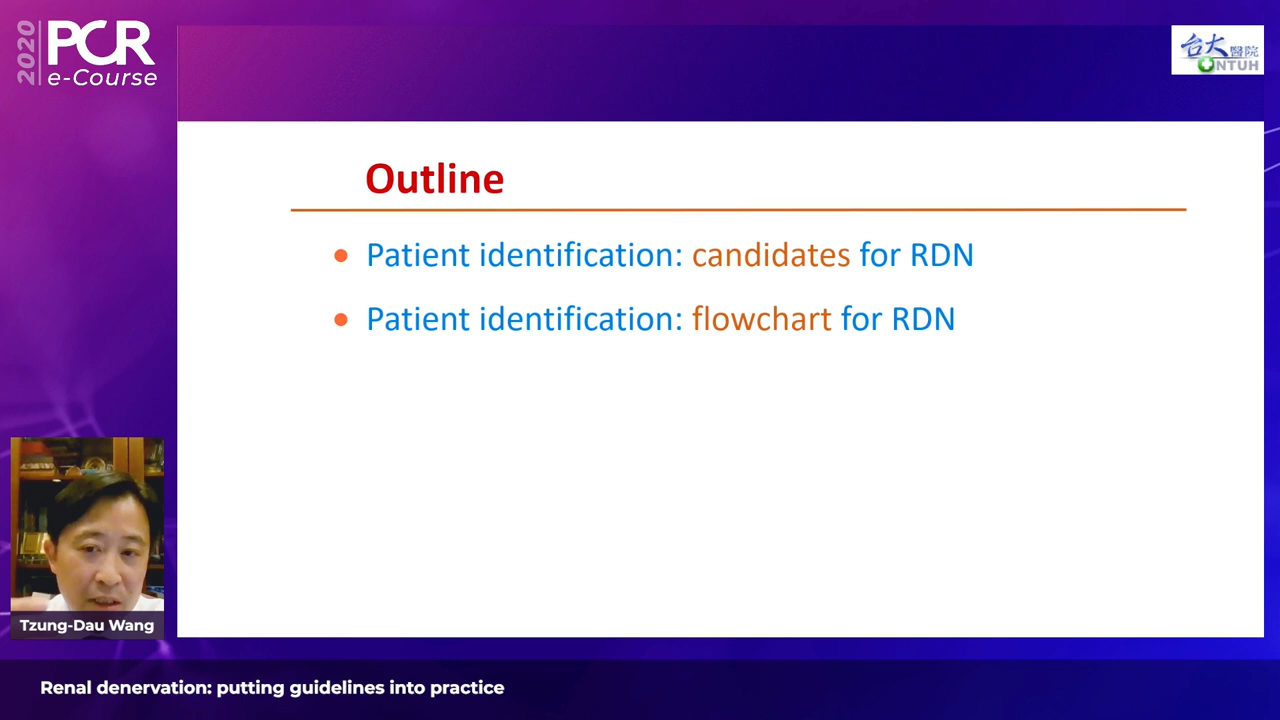 2020
PCR
e-Course
台大醫院
NTUH
Outline
• Patient identification: candidates for RDN
• Patient identification: flowchart for RDN
Tzung-Dau Wang
Renal denervation: putting guidelines into practice